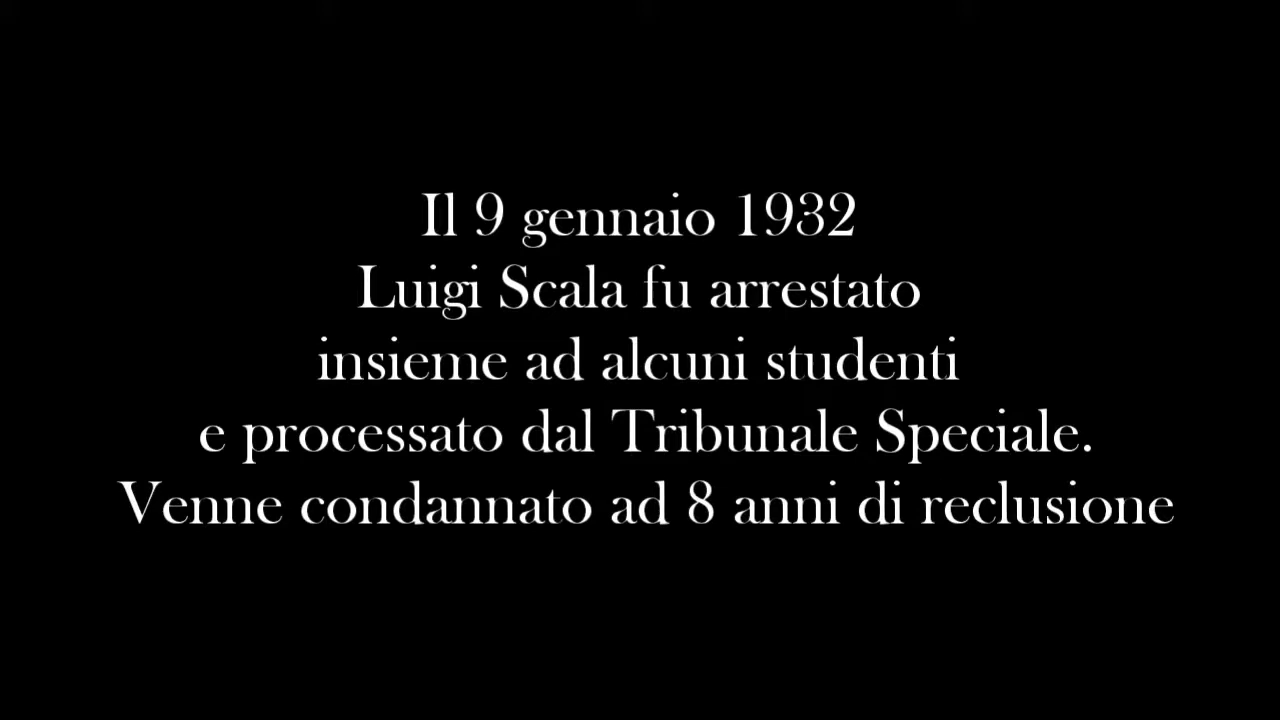 Il 9 gennaio 1932
Luigi Scala fu arrestato
insieme ad alcuni studenti
e processato dal Tribunale Speciale.
Venne condannato ad 8 anni di reclusione